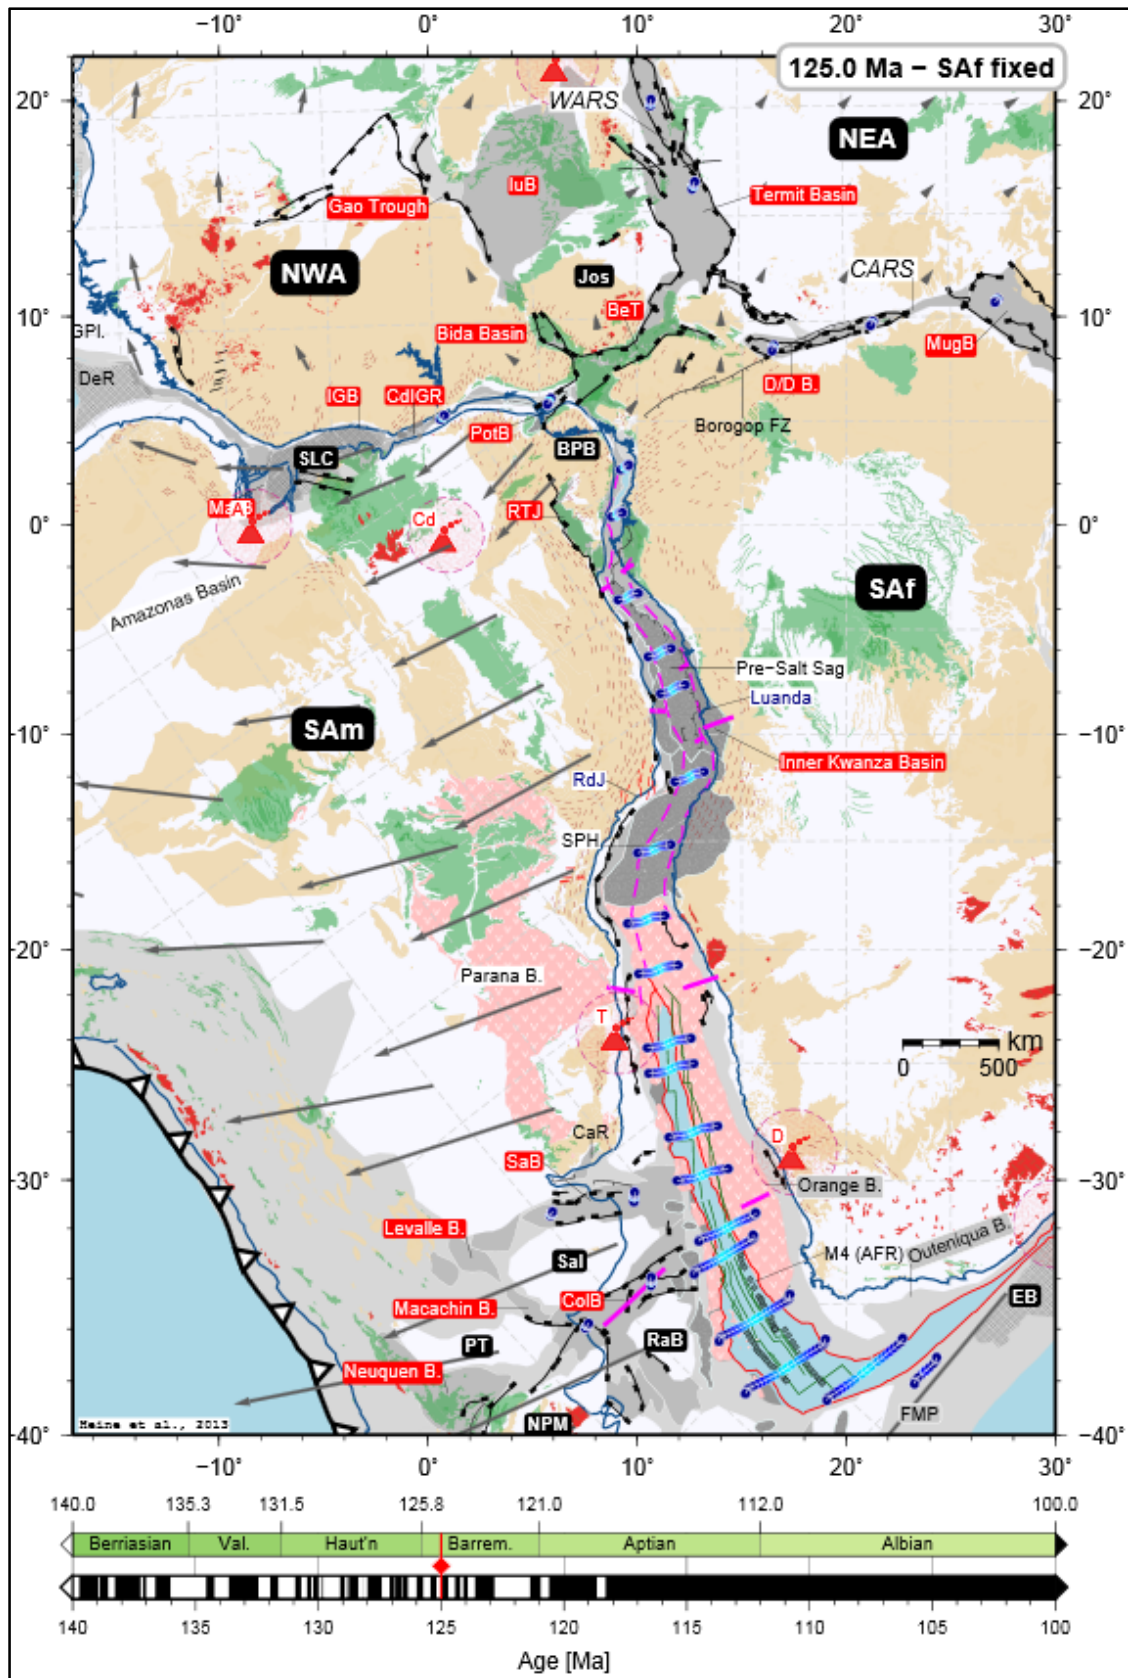 −10° 0° 10° 20° 30°
125.0 Ma − SAf fixed
20° 20°
WARS
NEA
IuB
Gao Trough
Termit Basin
NWA
Jos
CARS
10° 10°
GPl.
BeT
Bida Basin
MugB
DeR
D/D B.
IGB
CdIGR
Borogop FZ
PotB
BPB
SLC
A
Cd
RTJ
0° 0°
Amazonas Basin
SAf
Pre−Salt Sag
Luanda
SAm
−10° −10°
Inner Kwanza Basin
RdJ
SPH
−20° −20°
Parana B.
T
km
0 500
CaR
D
SaB
Orange B.
−30° −30°
Levalle B.
Sal
M4 (AFR)
Outeniqua B.
EB
Macachin B.
ColB
PT
RaB
Neuquen B.
FMP
NPM
Heine et al., 2013
−40° −40°
−10° 0° 10° 20° 30°
140.0 135.3 131.5 125.8 121.0 112.0 100.0
Berriasian Val. Haut'n Barrem. Aptian Albian
140 135 130 125 120 115 110 105 100
Age [Ma]